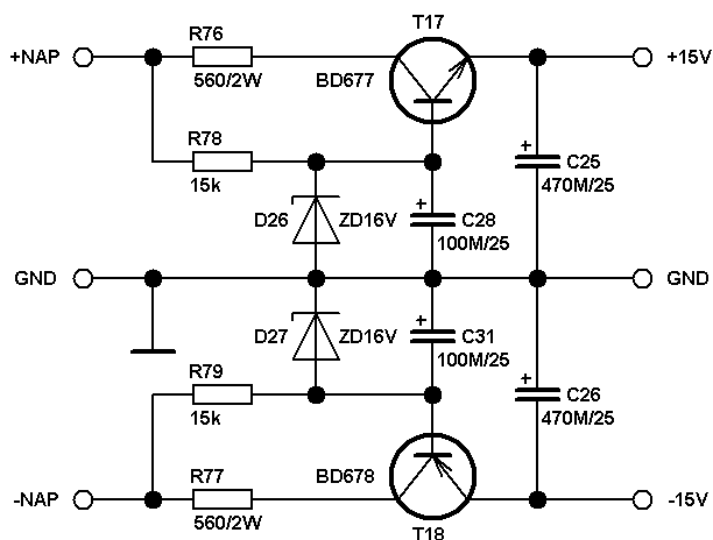 T17
R76
+NAP
+15V
560/2W
BD677
R78
+
C25
15k
470M/25
+
D26
ZD16V
C28
100M/25
GND
GND
+
D27
ZD16V
C31
100M/25
R79
+
C26
15k
470M/25
R77
BD678
-NAP
-15V
560/2W
T18